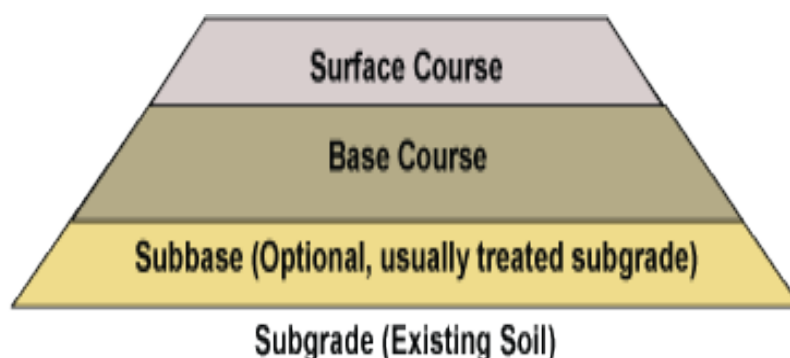 Surface Course
Base Course
Subbase (Optional, usually treated subgrade)
Subgrade (Existing Soil)